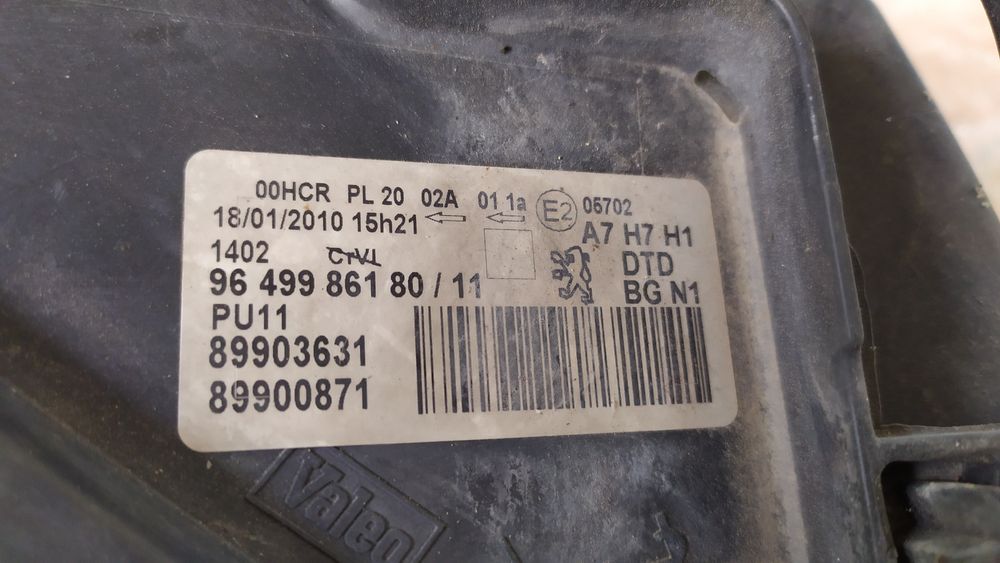 00HCR PL 20 02A 01 1a E2 05702
18/01/2010 15h21 A7 H7 H1
1402 DTD
96 499 861 80 / 11 BG N1
PU11
89903631
89900871
Valeo